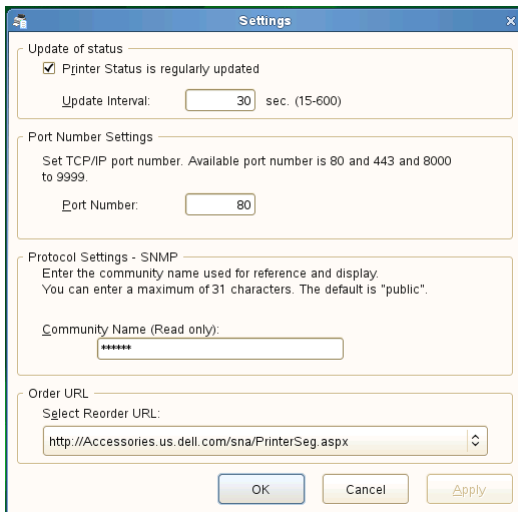 Settings
Update of status
Printer Status is regularly updated
Update Interval: 30 sec. (15-600)
Port Number Settings
Set TCP/IP port number. Available port number is 80 and 443 and 8000
to 9999.
Port Number: 80
Protocol Settings - SNMP
Enter the community name used for reference and display.
You can enter a maximum of 31 characters. The default is "public".
Community Name (Read only):
******
Order URL
Select Reorder URL:
http://Accessories.us.dell.com/sna/PrinterSeg.aspx
OK Cancel Apply